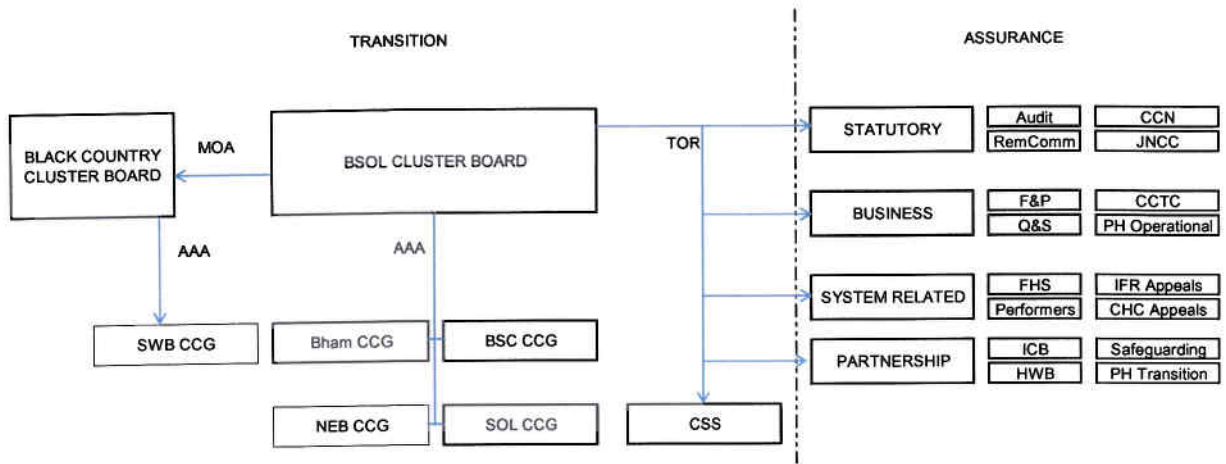 TRANSITION
ASSURANCE
BLACK COUNTRY
CLUSTER BOARD
MOA
BSOL CLUSTER BOARD
TOR
STATUTORY
Audit
CCN
RemComm
JNCC
BUSINESS
F&P
CCTC
Q&S
PH Operational
AAA
AAA
SYSTEM RELATED
FHS
IFR Appeals
Performers
CHC Appeals
SWB CCG
Bham CCG
BSC CCG
PARTNERSHIP
ICB
Safeguarding
HWB
PH Transition
NEB CCG
SOL CCG
CSS